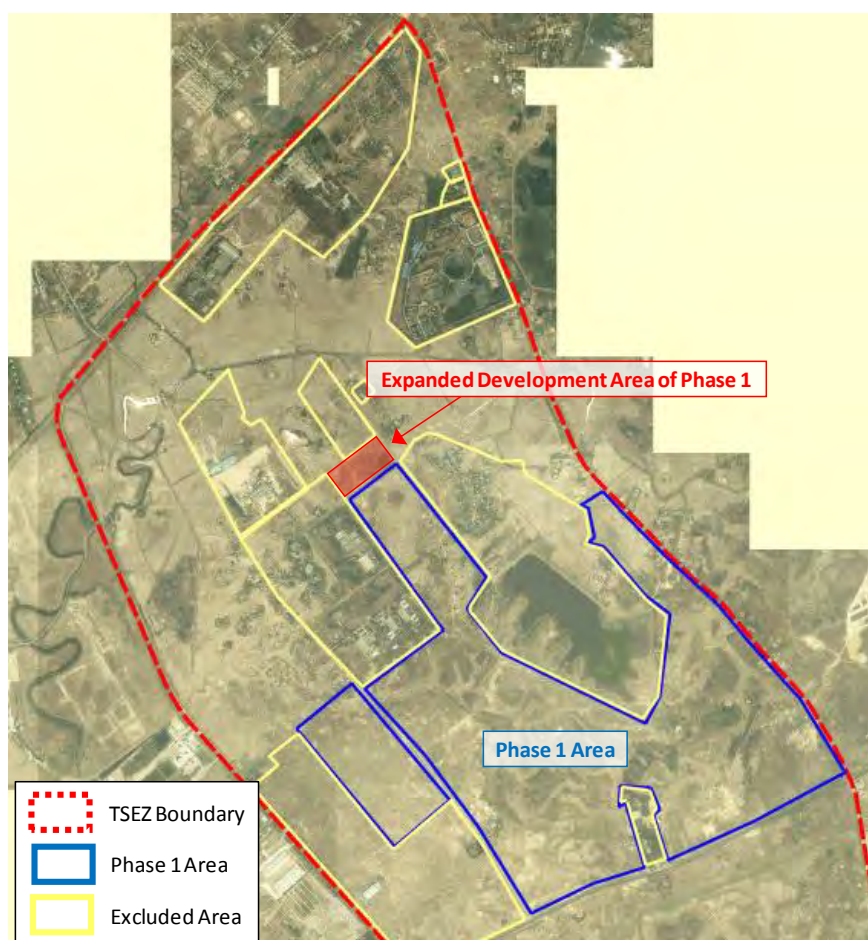 Expanded Development Area of Phase 1
Phase 1 Area
TSEZ Boundary
Phase 1 Area
Excluded Area